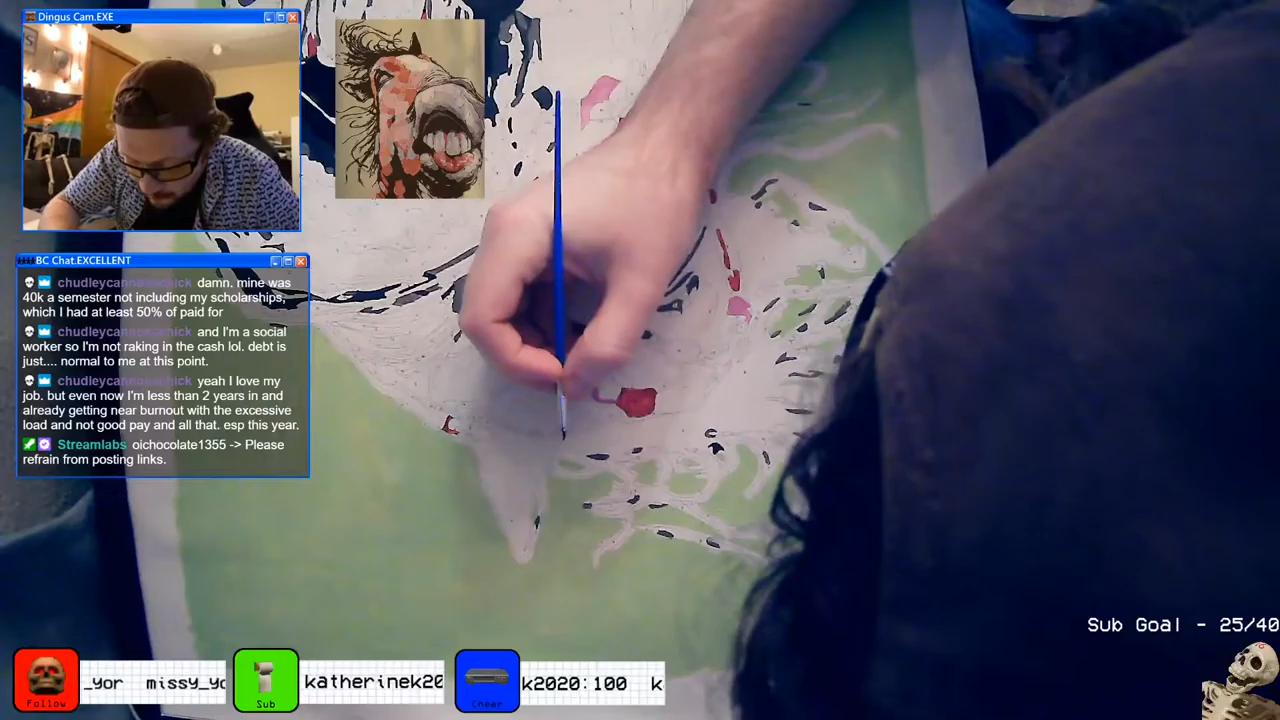 Dingus Cam.EXE
BC Chat.EXCELLENT
damn. mine was
40k a semester not including my scholarships,
which I had at least 50% of paid for
and I'm a social
worker so I'm not raking in the cash lol. debt is
just.... normal to me at this point.
yeah I love my
job. but even now I'm less than 2 years in and
already getting near burnout with the excessive
load and not good pay and all that. esp this year.
Streamlabs oichocolate1355 -> Please
refrain from posting links.
Sub Goal - 25/40
_yor missy_yo
katherinek20
k2020:100 k
Follow
Sub
Cheer